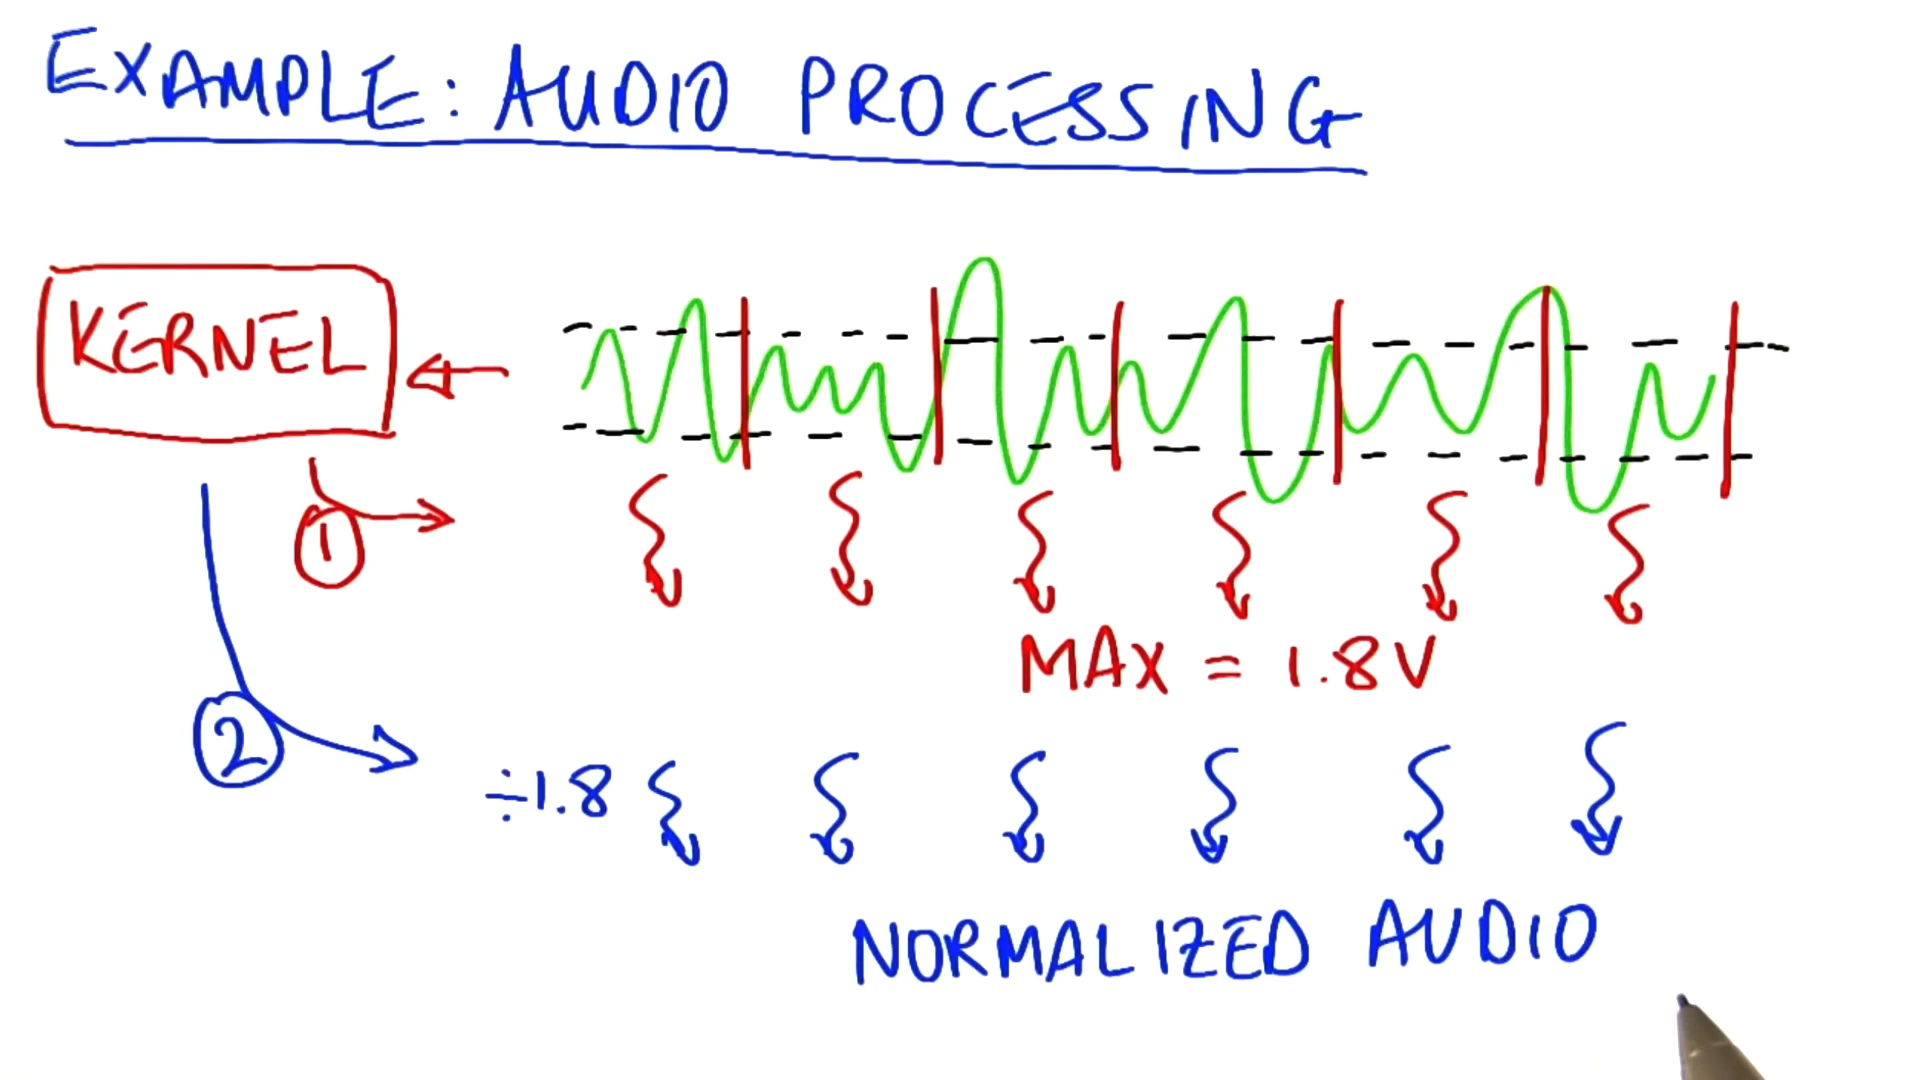 EXAMPLE: AUDIO PROCESSING
KERNEL
1
MAX = 1.8V
2
÷1.8
NORMALIZED AUDIO